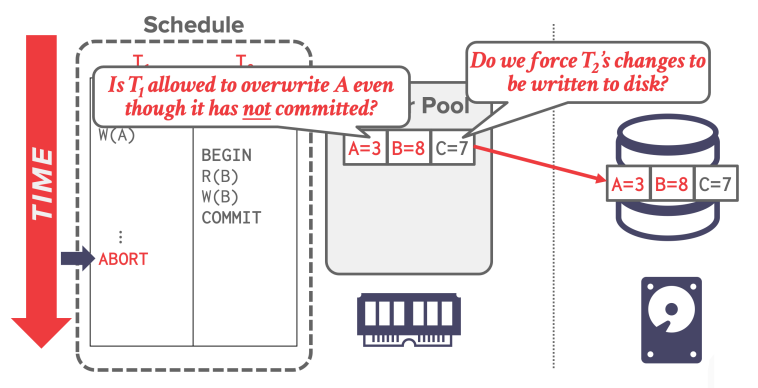 Schedule
Is T1 allowed to overwrite A even
though it has not committed?
Do we force T2's changes to
be written to disk?
Pool
W(A)
BEGIN
R(B)
W(B)
COMMIT
⋮
ABORT
TIME
A=3 B=8 C=7
A=3 B=8 C=7